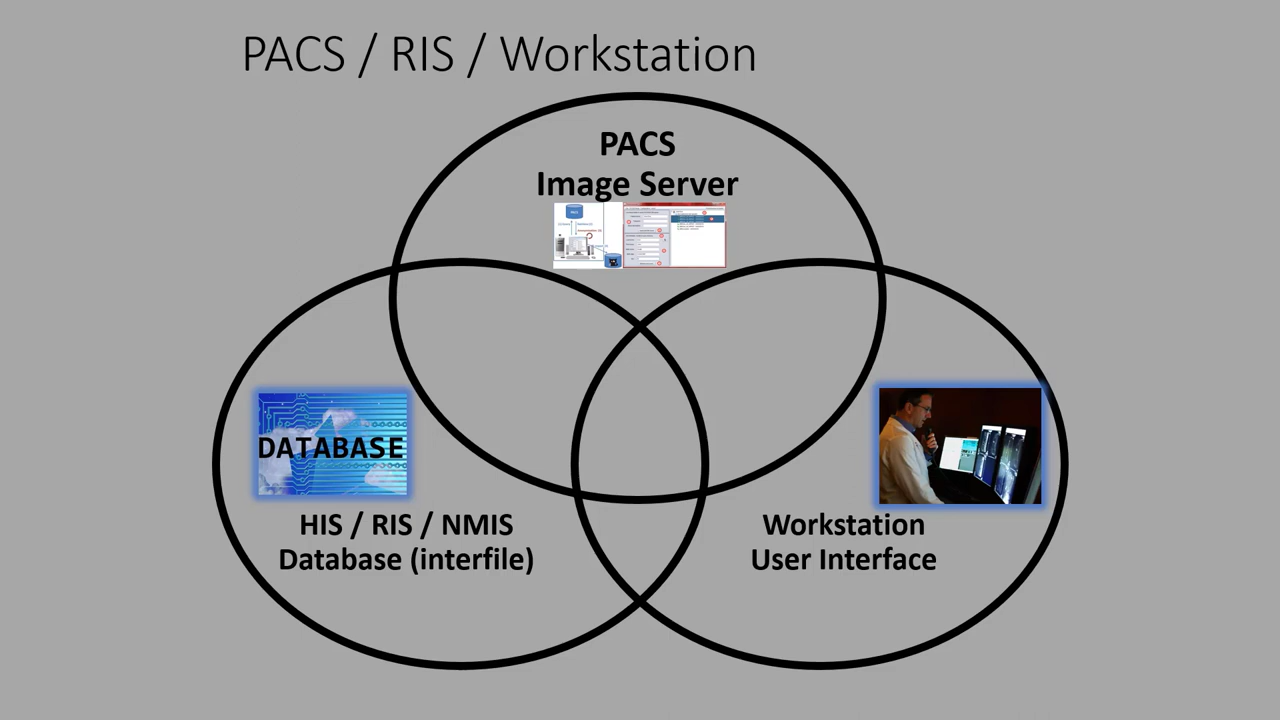 PACS / RIS / Workstation
PACS
Image Server
DATABASE
HIS / RIS / NMIS
Database (interfile)
Workstation
User Interface